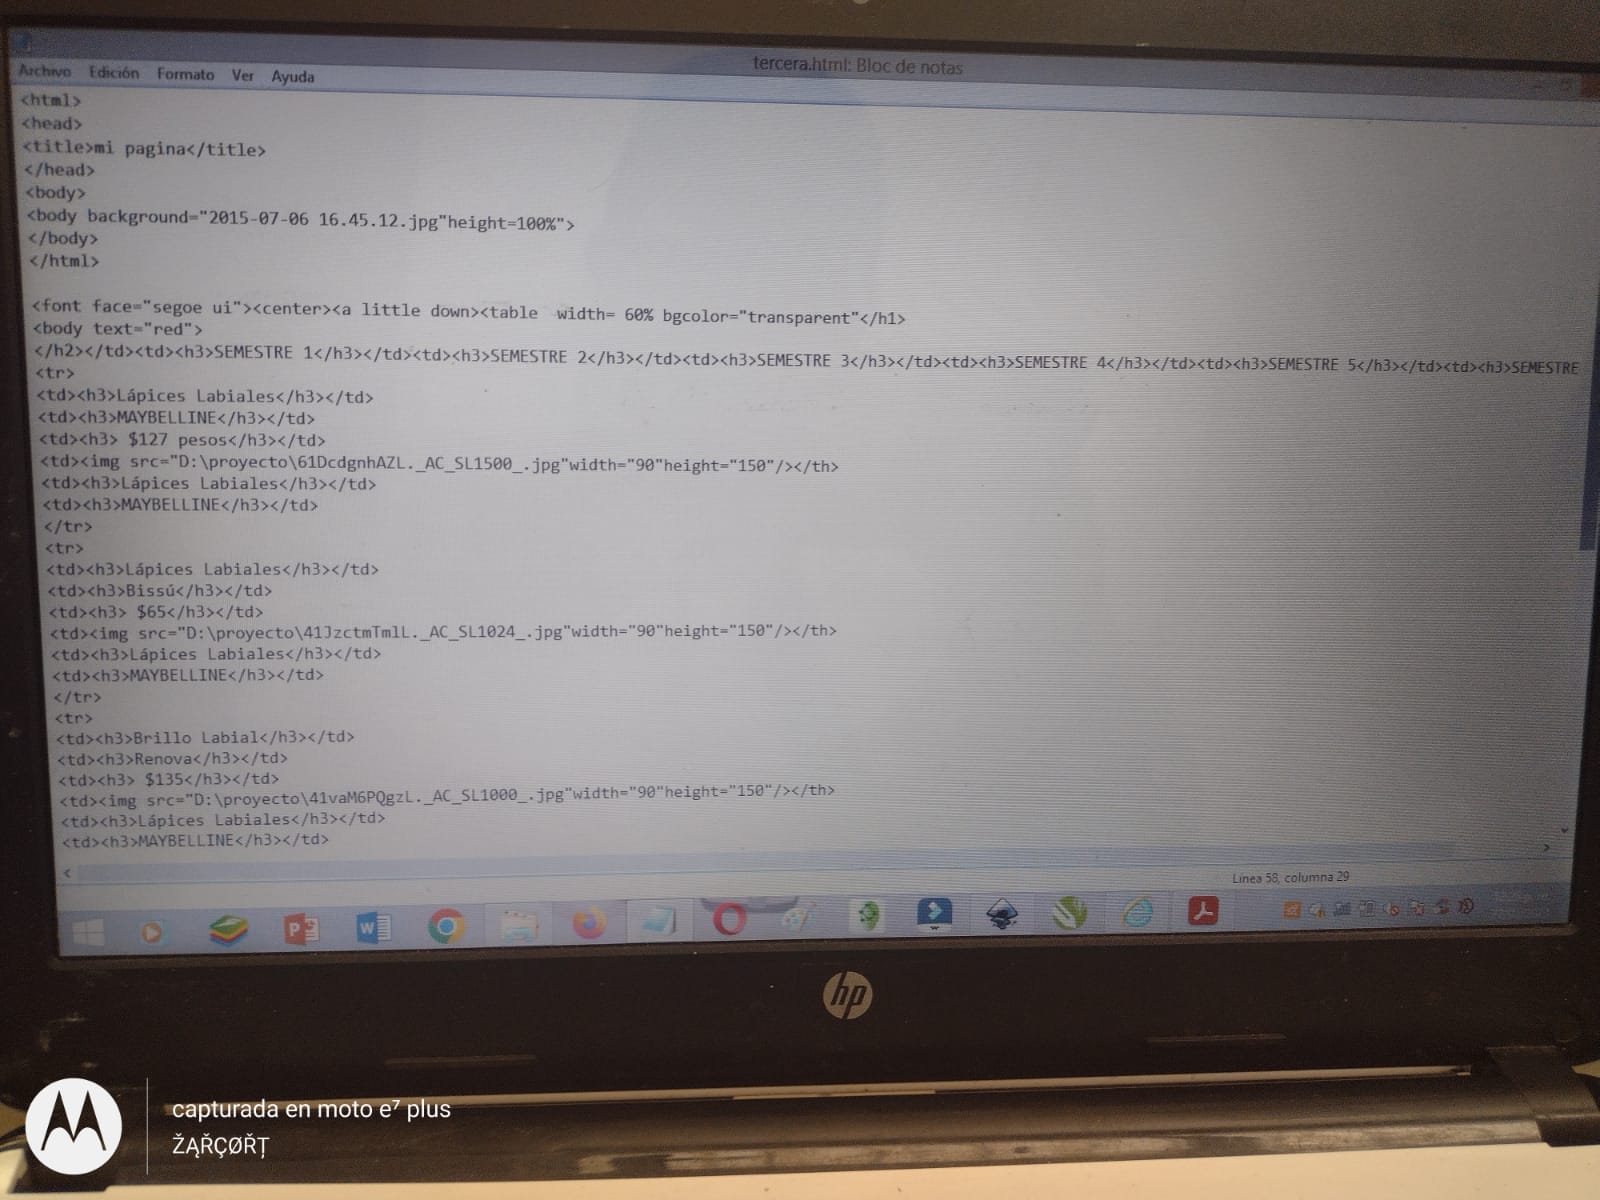 tercera.html: Bloc de notas
Archivo Edición Formato Ver Ayuda
<html>
<head>
<title>mi pagina</title>
</head>
<body>
<body background="2015-07-06 16.45.12.jpg"height=100%">
</body>
</html>
<font face="segoe ui"><center><a little down><table  width= 60% bgcolor="transparent"</h1>
<body text="red">
</h2></td><td><h3>SEMESTRE 1</h3></td><td><h3>SEMESTRE 2</h3></td><td><h3>SEMESTRE 3</h3></td><td><h3>SEMESTRE 4</h3></td><td><h3>SEMESTRE 5</h3></td><td><h3>SEMESTRE
<tr>
<td><h3>Lápices Labiales</h3></td>
<td><h3>MAYBELLINE</h3></td>
<td><h3> $127 pesos</h3></td>
<td><img src="D:\proyecto\61DcdgnhAZL._AC_SL1500_.jpg"width="90"height="150"/></th>
<td><h3>Lápices Labiales</h3></td>
<td><h3>MAYBELLINE</h3></td>
</tr>
<tr>
<td><h3>Lápices Labiales</h3></td>
<td><h3>Bissú</h3></td>
<td><h3> $65</h3></td>
<td><img src="D:\proyecto\41JzctmTmlL._AC_SL1024_.jpg"width="90"height="150"/></th>
<td><h3>Lápices Labiales</h3></td>
<td><h3>MAYBELLINE</h3></td>
</tr>
<tr>
<td><h3>Brillo Labial</h3></td>
<td><h3>Renova</h3></td>
<td><h3> $135</h3></td>
<td><img src="D:\proyecto\41vaM6PQgzL._AC_SL1000_.jpg"width="90"height="150"/></th>
<td><h3>Lápices Labiales</h3></td>
<td><h3>MAYBELLINE</h3></td>
Línea 58, columna 29
hp
capturada en moto e⁷ plus
ŽĄŘÇØŘŢ